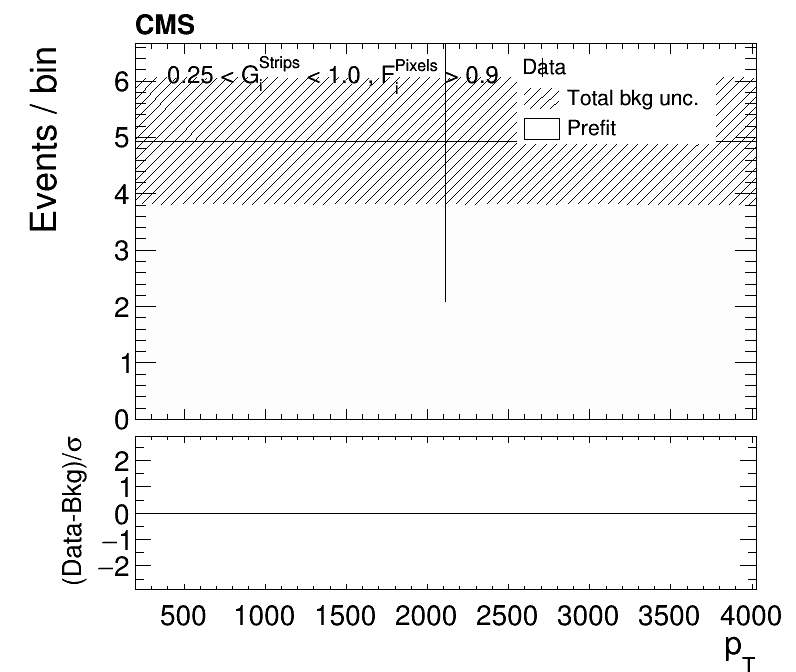 CMS
Events / bin
0.25 < G_i^Strips < 1.0 , F_i^Pixels > 0.9
Data
Total bkg unc.
Prefit
6
5
4
3
2
1
0
(Data-Bkg)/σ
2
1
0
−1
−2
500 1000 1500 2000 2500 3000 3500 4000
p_T